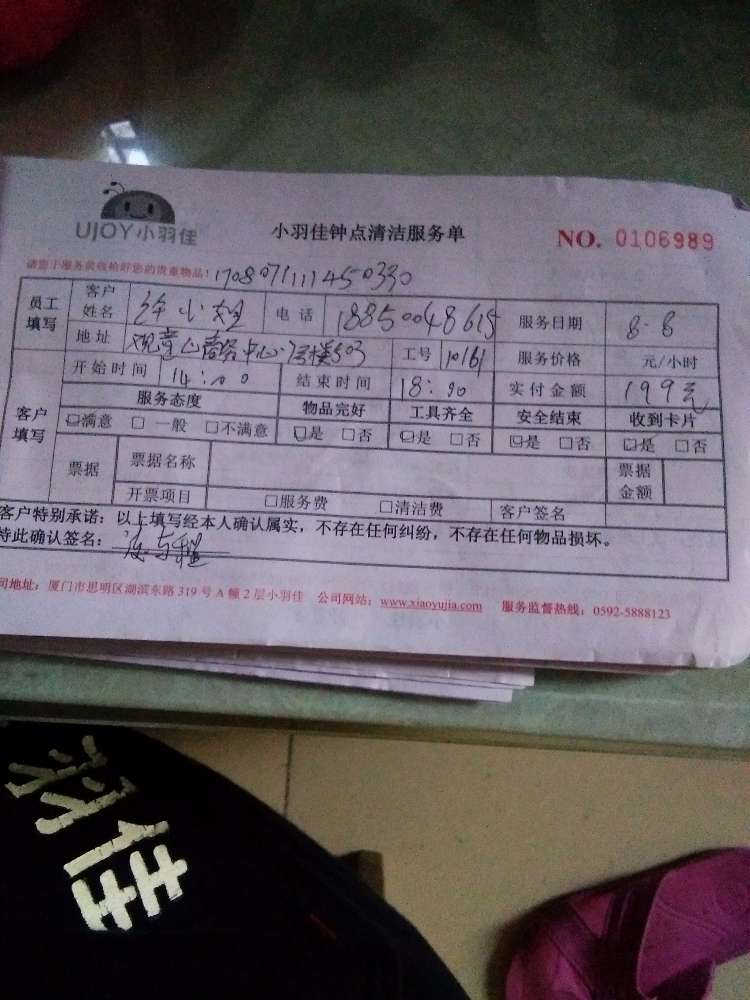 UJOY小羽佳
小羽佳钟点清洁服务单
NO. 0106989
请您于服务前收拾好您的贵重物品！1708071111450330
员工填写 客户姓名 徐小姐 电话 18850048615 服务日期 8.8
地址 观音山商务中心 503 工号 10161 服务价格 元/小时
开始时间 14:00 结束时间 18:00 实付金额 199元
客户填写 服务态度 物品完好 工具齐全 安全结束 收到卡片
☑满意 □一般 □不满意 ☑是 □否 ☑是 □否 ☑是 □否 ☑是 □否
票据 票据名称 票据金额
开票项目 □服务费 □清洁费 客户签名
客户特别承诺：以上填写经本人确认属实，不存在任何纠纷，不存在任何物品损坏。
特此确认签名：
司地址：厦门市思明区湖滨东路319号A幢2层小羽佳 公司网站：www.xiaoyujia.com 服务监督热线：0592-5888123
羽佳